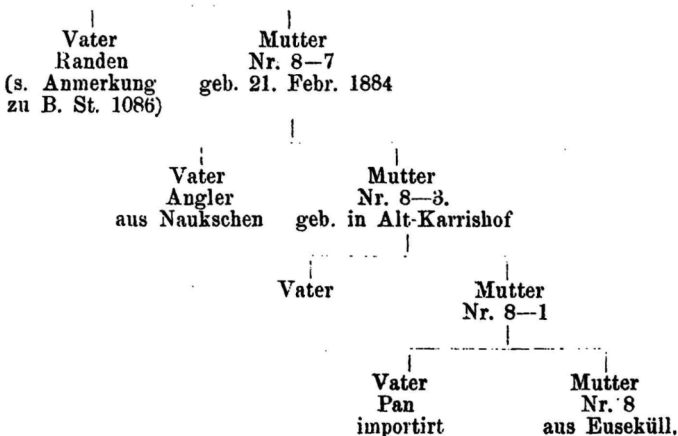 Vater Mutter
Randen Nr. 8—7
(s. Anmerkung geb. 21. Febr. 1884
zu B. St. 1086)
Vater Mutter
Angler Nr. 8—3.
aus Naukschen geb. in Alt-Karrishof
Vater Mutter
Nr. 8—1
Vater Mutter
Pan Nr. 8
importirt aus Euseküll,